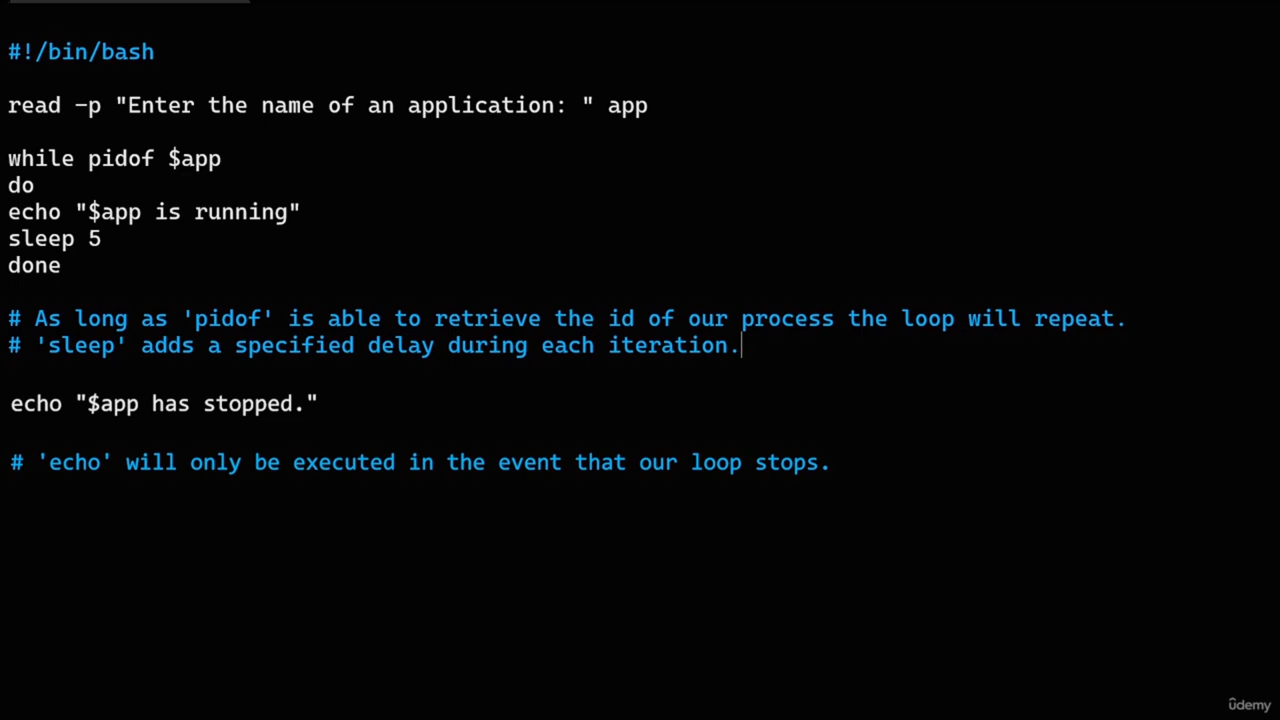 #!/bin/bash
read -p "Enter the name of an application: " app
while pidof $app
do
echo "$app is running"
sleep 5
done
# As long as 'pidof' is able to retrieve the id of our process the loop will repeat.
# 'sleep' adds a specified delay during each iteration.
echo "$app has stopped."
# 'echo' will only be executed in the event that our loop stops.
ûdemy